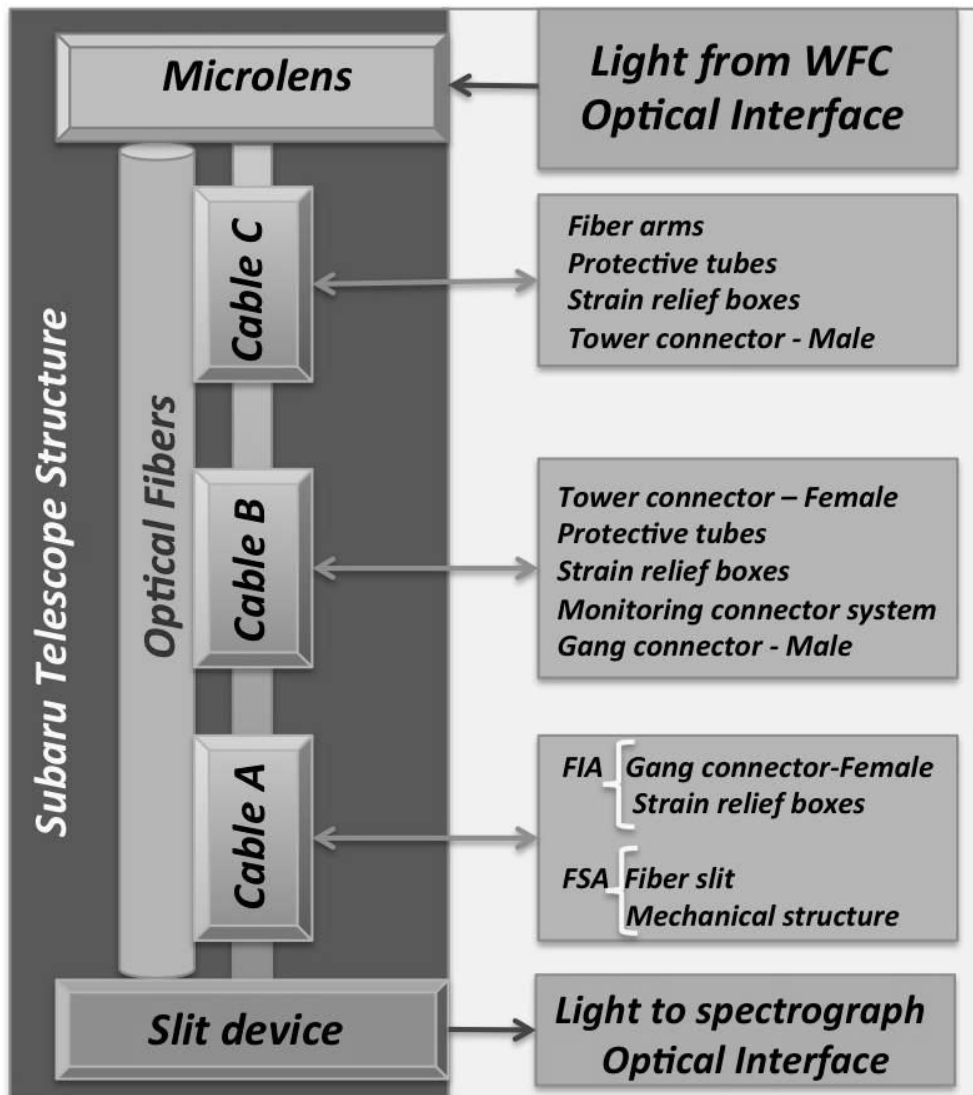 Microlens
Light from WFC
Optical Interface
Subaru Telescope Structure
Optical Fibers
Cable C
Fiber arms
Protective tubes
Strain relief boxes
Tower connector - Male
Cable B
Tower connector – Female
Protective tubes
Strain relief boxes
Monitoring connector system
Gang connector - Male
Cable A
FIA Gang connector-Female
Strain relief boxes
FSA Fiber slit
Mechanical structure
Slit device
Light to spectrograph
Optical Interface